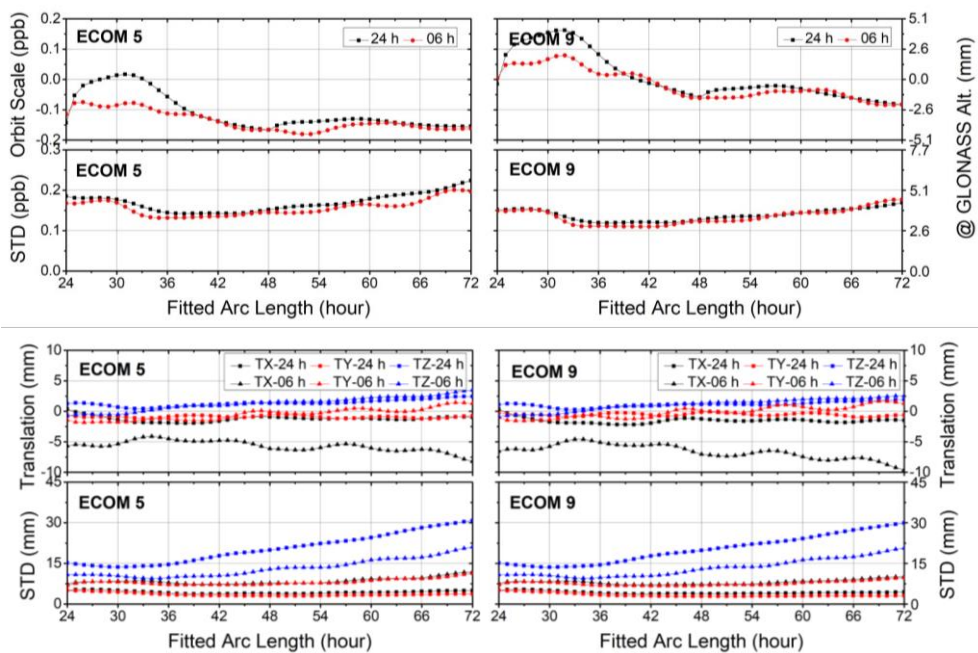 ECOM 5
24 h 06 h
Orbit Scale (ppb)
0.2
0.1
0.0
-0.1
-0.2
ECOM 9
24 h 06 h
5.1
2.6
0.0
-2.6
-5.1
@ GLONASS Alt. (mm)
ECOM 5
STD (ppb)
0.3
0.2
0.1
0.0
24 30 36 42 48 54 60 66 72
Fitted Arc Length (hour)
ECOM 9
7.7
5.1
2.6
0.0
24 30 36 42 48 54 60 66 72
Fitted Arc Length (hour)
ECOM 5
TX-24 h TY-24 h TZ-24 h
TX-06 h TY-06 h TZ-06 h
Translation (mm)
10
5
0
-5
-10
ECOM 9
TX-24 h TY-24 h TZ-24 h
TX-06 h TY-06 h TZ-06 h
10
5
0
-5
-10
Translation (mm)
ECOM 5
STD (mm)
45
30
15
0
24 30 36 42 48 54 60 66 72
Fitted Arc Length (hour)
ECOM 9
45
30
15
0
STD (mm)
24 30 36 42 48 54 60 66 72
Fitted Arc Length (hour)